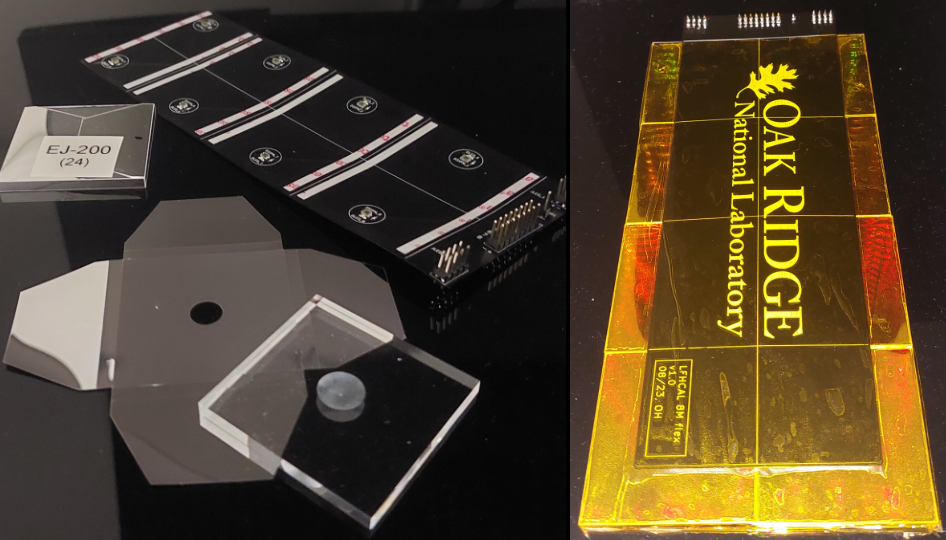 EJ-200
(24)
OAK RIDGE
National Laboratory
LFHCAL 8M flex
v1.0
08/23, OH